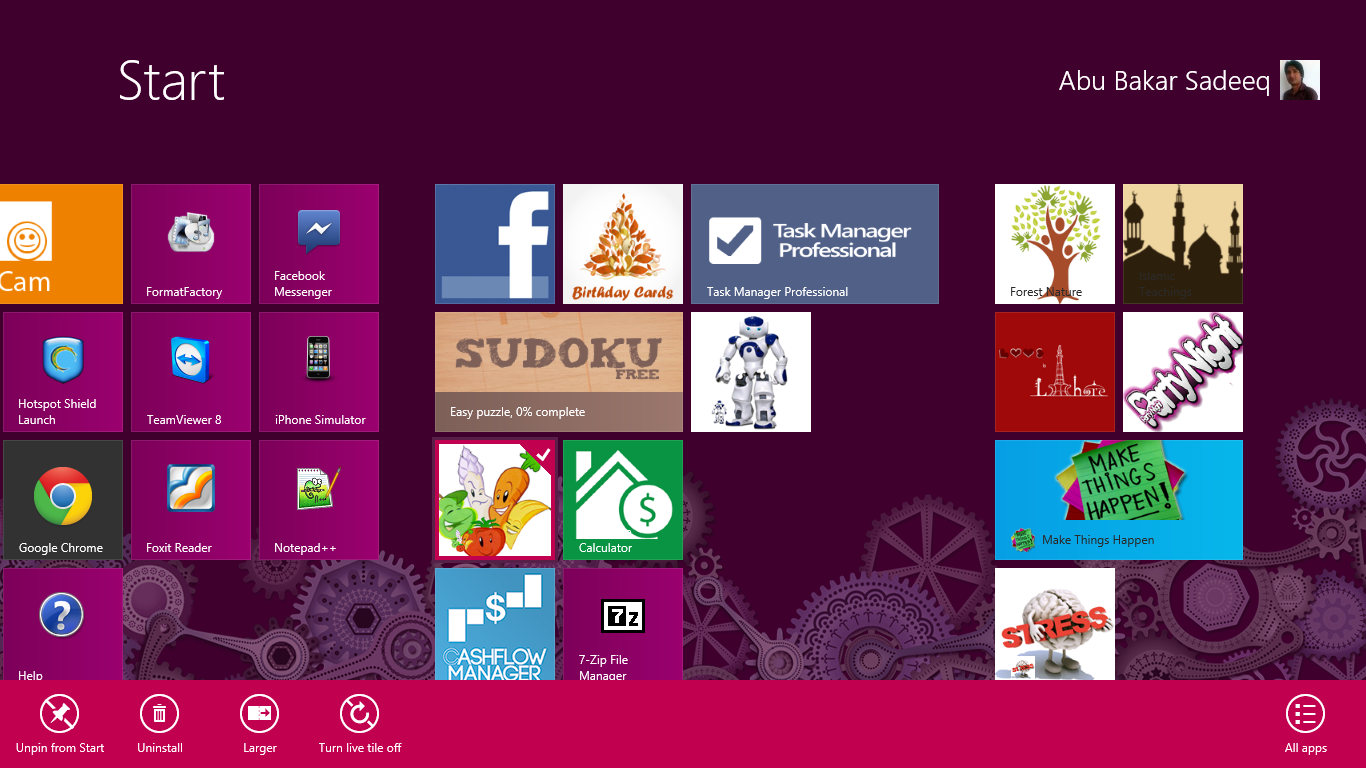 Start
Abu Bakar Sadeeq
Cam
FormatFactory
Facebook
Messenger
Hotspot Shield
Launch
TeamViewer 8
iPhone Simulator
Google Chrome
Foxit Reader
Notepad++
?
Help
f
Birthday Cards
Task Manager
Professional
Task Manager Professional
SUDOKU
FREE
Easy puzzle, 0% complete
$
Calculator
$
CASHFLOW
MANAGER
7z
7-Zip File
Manager
Forest Nature
Islamic
Teachings
LOVE
is
Lahore
Party Night
MAKE
THINGS
HAPPEN!
Make Things Happen
STRESS
Unpin from Start
Uninstall
Larger
Turn live tile off
All apps